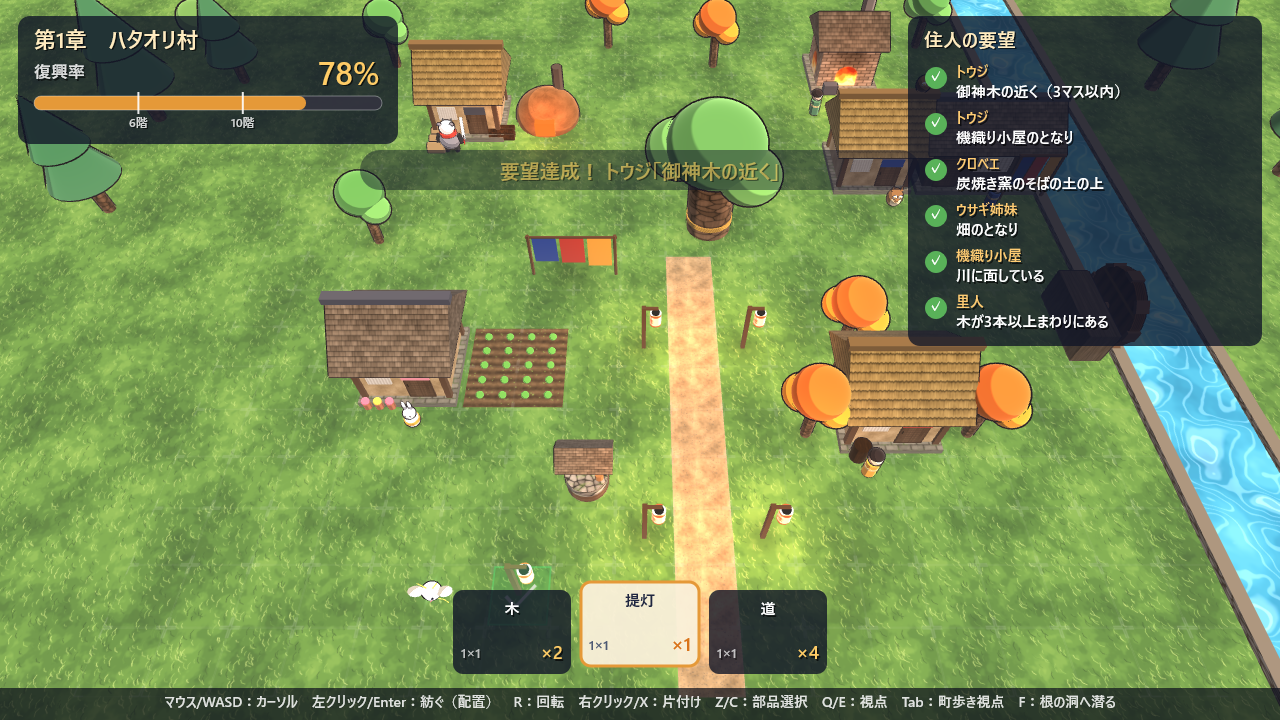 第1章　ハタオリ村
復興率
78%
6階
10階
住人の要望
トウジ
御神木の近く（3マス以内）
トウジ
機織り小屋のとなり
クロベエ
炭焼き窯のそばの土の上
ウサギ姉妹
畑のとなり
機織り小屋
川に面している
里人
木が3本以上まわりにある
要望達成！ トウジ「御神木の近く」
木
1×1
×2
提灯
1×1
×1
道
1×1
×4
マウス/WASD：カーソル　左クリック/Enter：紡ぐ（配置）　R：回転　右クリック/X：片付け　Z/C：部品選択　Q/E：視点　Tab：町歩き視点　F：根の洞へ潜る